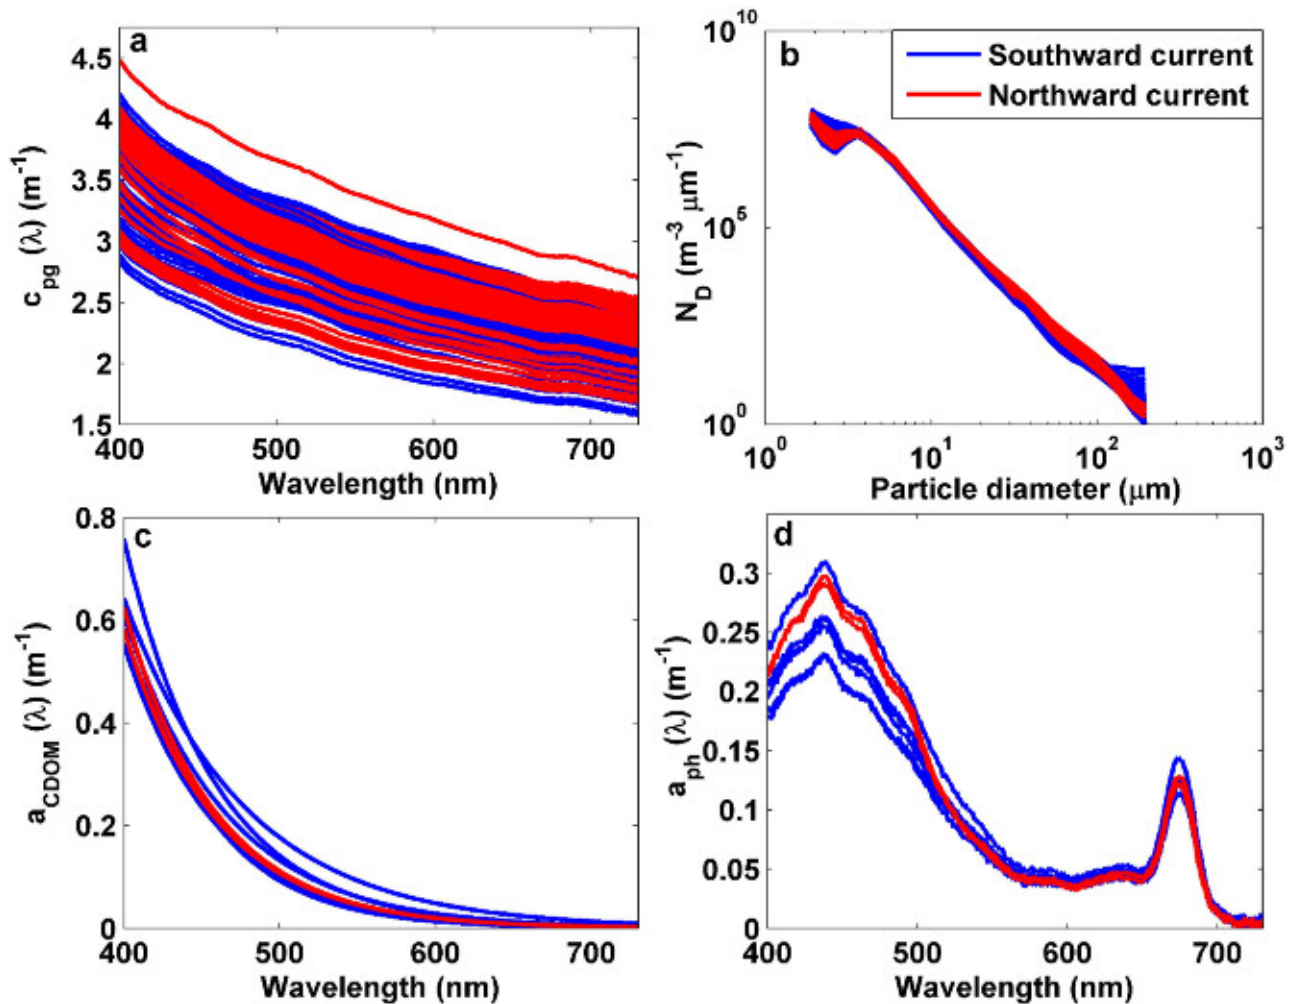 a
4.5
4
3.5
3
2.5
2
1.5
400 500 600 700
Wavelength (nm)
c_pg (λ) (m^-1)
b
Southward current
Northward current
10^10
10^5
10^0
10^0 10^1 10^2 10^3
Particle diameter (μm)
N_D (m^-3 μm^-1)
c
0.8
0.6
0.4
0.2
0
400 500 600 700
Wavelength (nm)
a_CDOM (λ) (m^-1)
d
0.3
0.25
0.2
0.15
0.1
0.05
0
400 500 600 700
Wavelength (nm)
a_ph (λ) (m^-1)